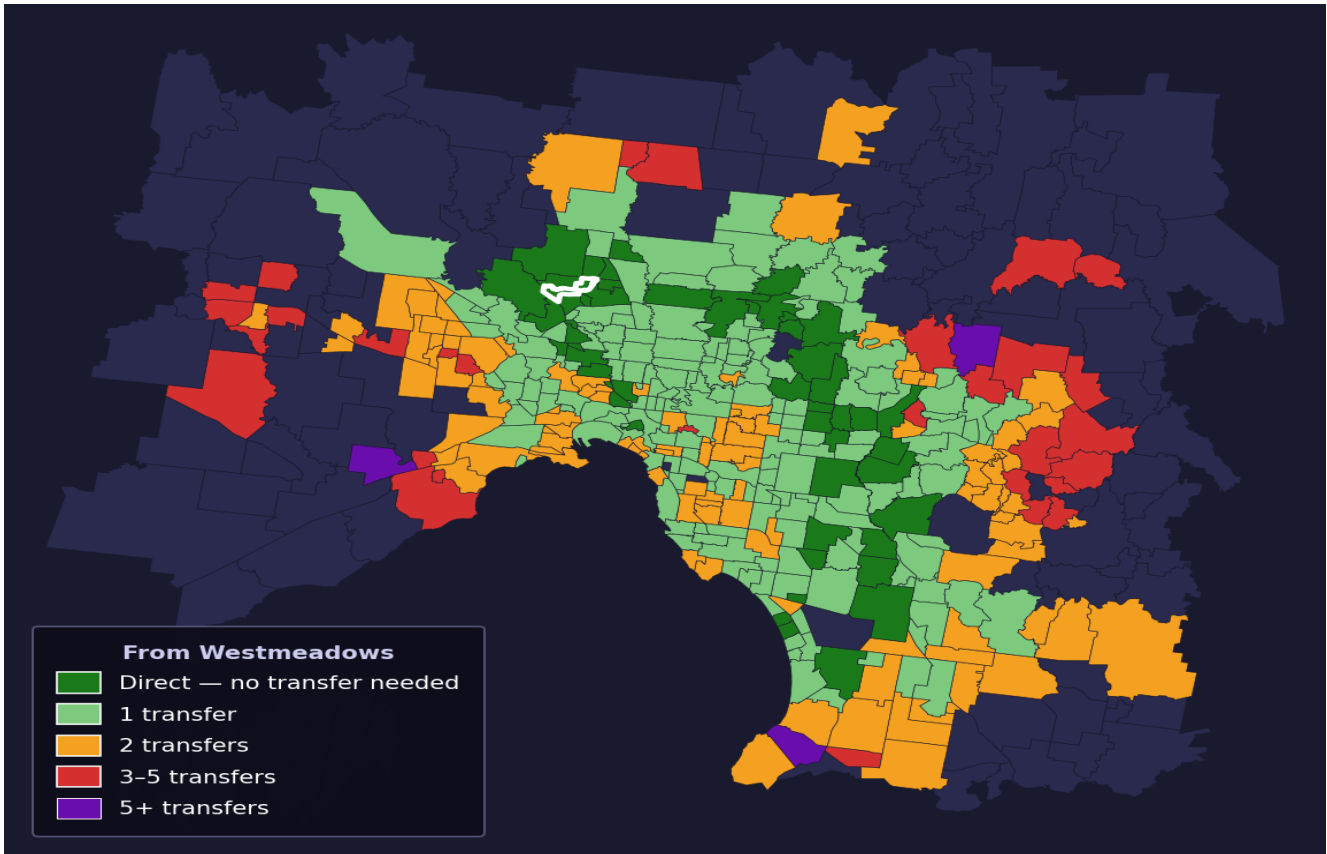 From Westmeadows
Direct — no transfer needed
1 transfer
2 transfers
3–5 transfers
5+ transfers